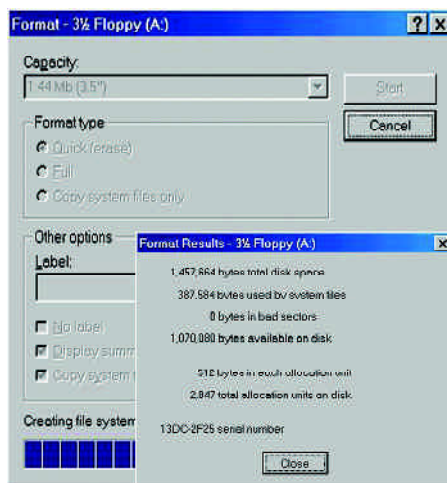 Format - 3½ Floppy (A:)
Capacity:
1.44 Mb (3.5")
Start
Cancel
Format type
Quick (erase)
Full
Copy system files only
Other options
Label:
No label
Display summ
Copy system
Creating file system
Format Results - 3½ Floppy (A:)
1,457,664 bytes total disk space
387,584 bytes used by system files
0 bytes in bad sectors
1,070,080 bytes available on disk
512 bytes in each allocation unit
2,847 total allocation units on disk
13DC-2F25 serial number
Close